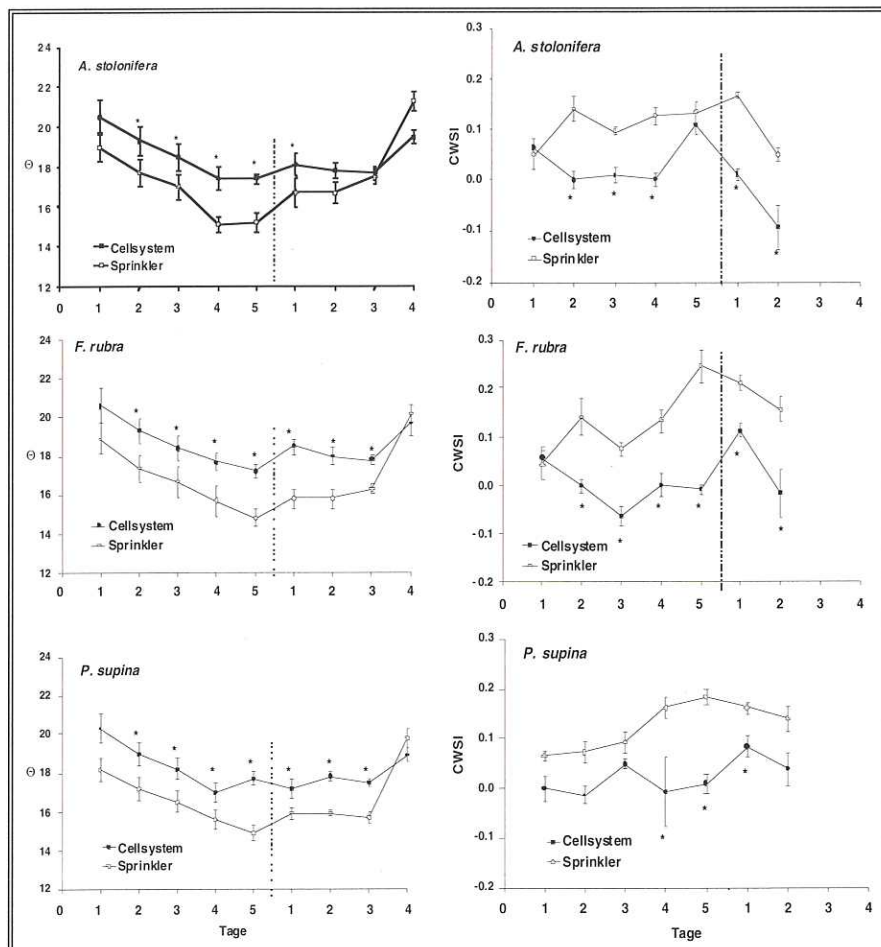 A. stolonifera
24
22
20
18
16
14
12
Θ
Cellsystem
Sprinkler
0 1 2 3 4 5 1 2 3 4
A. stolonifera
0.3
0.2
0.1
0.0
-0.1
-0.2
CWSI
Cellsystem
Sprinkler
0 1 2 3 4 5 1 2 3 4
F. rubra
24
22
20
18
16
14
12
Θ
Cellsystem
Sprinkler
0 1 2 3 4 5 1 2 3 4
F. rubra
0.3
0.2
0.1
0.0
-0.1
-0.2
CWSI
Cellsystem
Sprinkler
0 1 2 3 4 5 1 2 3 4
P. supina
24
22
20
18
16
14
12
Θ
Cellsystem
Sprinkler
0 1 2 3 4 5 1 2 3 4
Tage
P. supina
0.3
0.2
0.1
0.0
-0.1
-0.2
CWSI
Cellsystem
Sprinkler
0 1 2 3 4 5 1 2 3 4
Tage